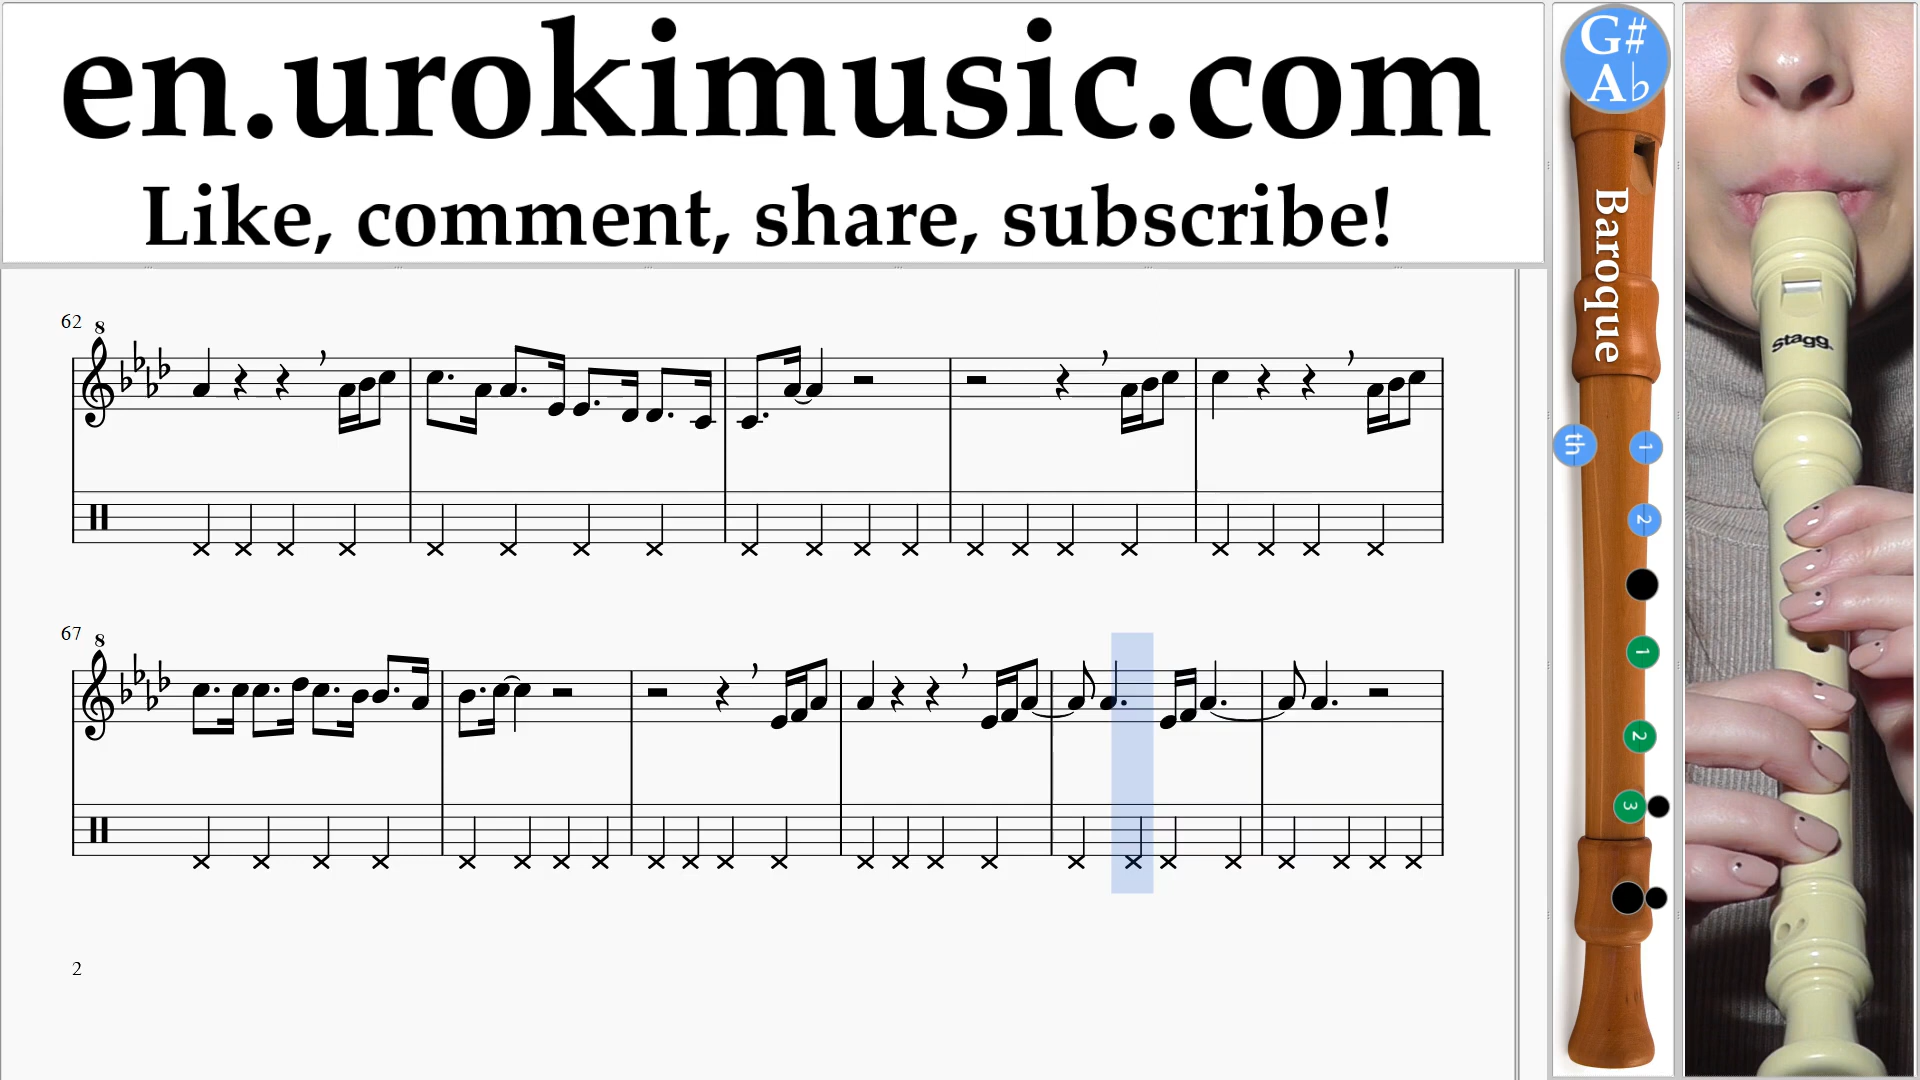 en.urokimusic.com
Like, comment, share, subscribe!
G#
A♭
Baroque
Stagg
62
8
67
8
th
1
2
1
2
3
2